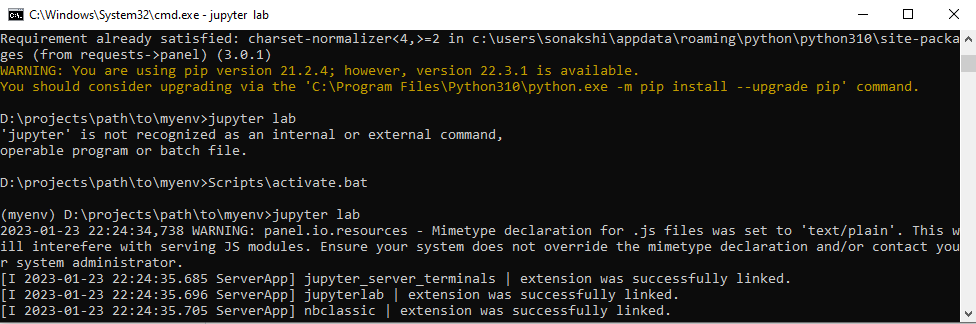 C:\Windows\System32\cmd.exe - jupyter lab
Requirement already satisfied: charset-normalizer<4,>=2 in c:\users\sonakshi\appdata\roaming\python\python310\site-packa
ges (from requests->panel) (3.0.1)
WARNING: You are using pip version 21.2.4; however, version 22.3.1 is available.
You should consider upgrading via the 'C:\Program Files\Python310\python.exe -m pip install --upgrade pip' command.
D:\projects\path\to\myenv>jupyter lab
'jupyter' is not recognized as an internal or external command,
operable program or batch file.
D:\projects\path\to\myenv>Scripts\activate.bat
(myenv) D:\projects\path\to\myenv>jupyter lab
2023-01-23 22:24:34,738 WARNING: panel.io.resources - Mimetype declaration for .js files was set to 'text/plain'. This w
ill interefere with serving JS modules. Ensure your system does not override the mimetype declaration and/or contact you
r system administrator.
[I 2023-01-23 22:24:35.685 ServerApp] jupyter_server_terminals | extension was successfully linked.
[I 2023-01-23 22:24:35.696 ServerApp] jupyterlab | extension was successfully linked.
[I 2023-01-23 22:24:35.705 ServerApp] nbclassic | extension was successfully linked.